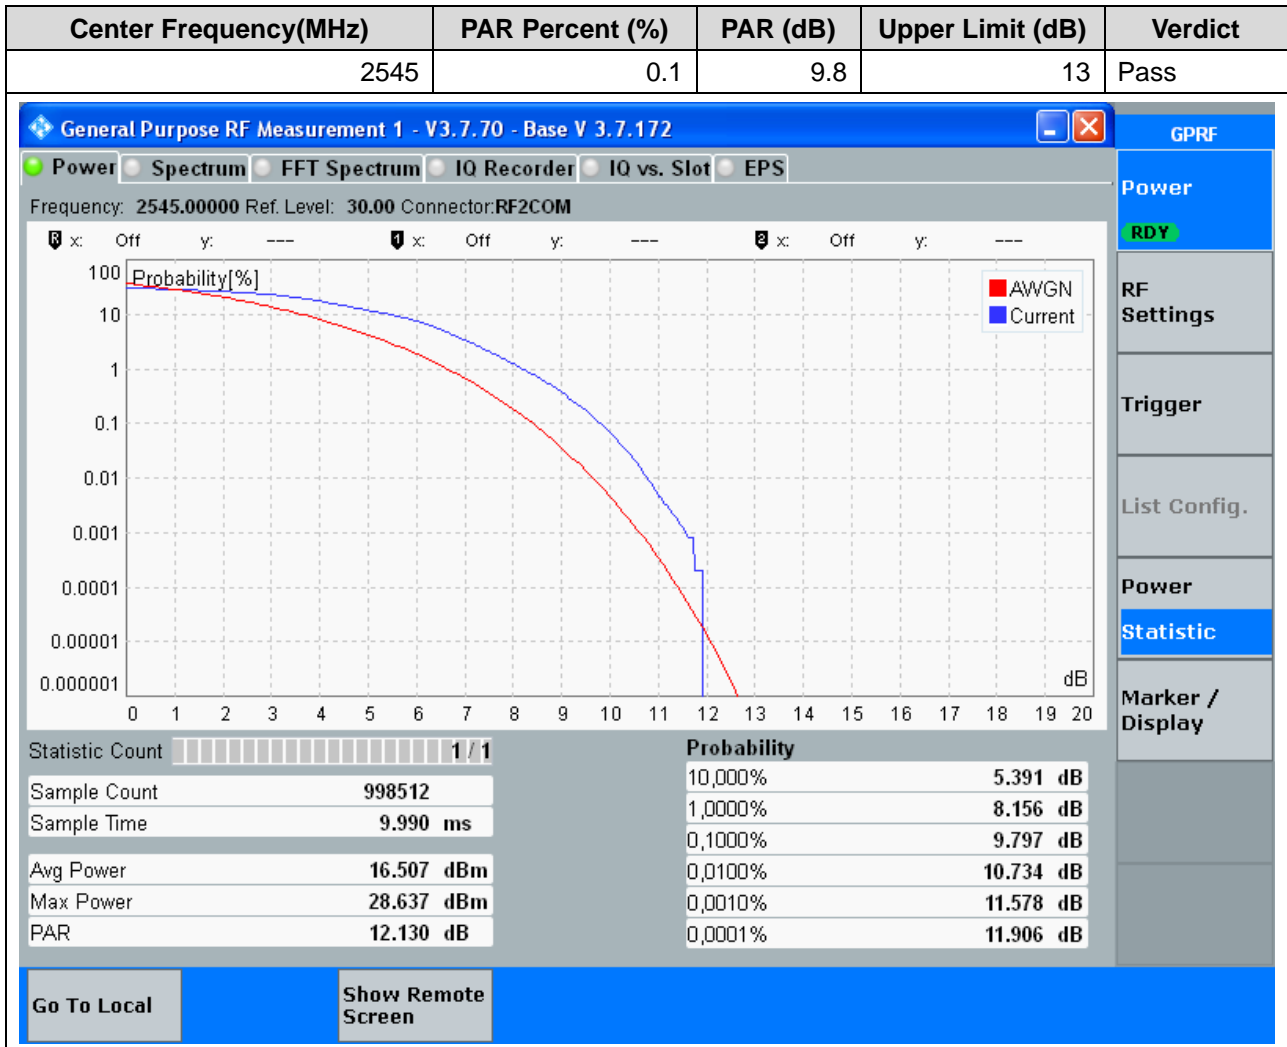 Center Frequency(MHz) PAR Percent (%) PAR (dB) Upper Limit (dB) Verdict
2545 0.1 9.8 13 Pass
General Purpose RF Measurement 1 - V3.7.70 - Base V 3.7.172
GPRF
Power Spectrum FFT Spectrum IQ Recorder IQ vs. Slot EPS
Power
RDY
Frequency: 2545.00000 Ref. Level: 30.00 Connector:RF2COM
R x: Off y: --- 1 x: Off y: --- 2 x: Off y: ---
Probability[%]
AWGN
Current
100
10
1
0.1
0.01
0.001
0.0001
0.00001
0.000001
dB
0 1 2 3 4 5 6 7 8 9 10 11 12 13 14 15 16 17 18 19 20
RF
Settings
Trigger
List Config.
Power
Statistic
Marker /
Display
Statistic Count 1 / 1
Sample Count 998512
Sample Time 9.990 ms
Avg Power 16.507 dBm
Max Power 28.637 dBm
PAR 12.130 dB
Probability
10,000% 5.391 dB
1,0000% 8.156 dB
0,1000% 9.797 dB
0,0100% 10.734 dB
0,0010% 11.578 dB
0,0001% 11.906 dB
Go To Local
Show Remote
Screen